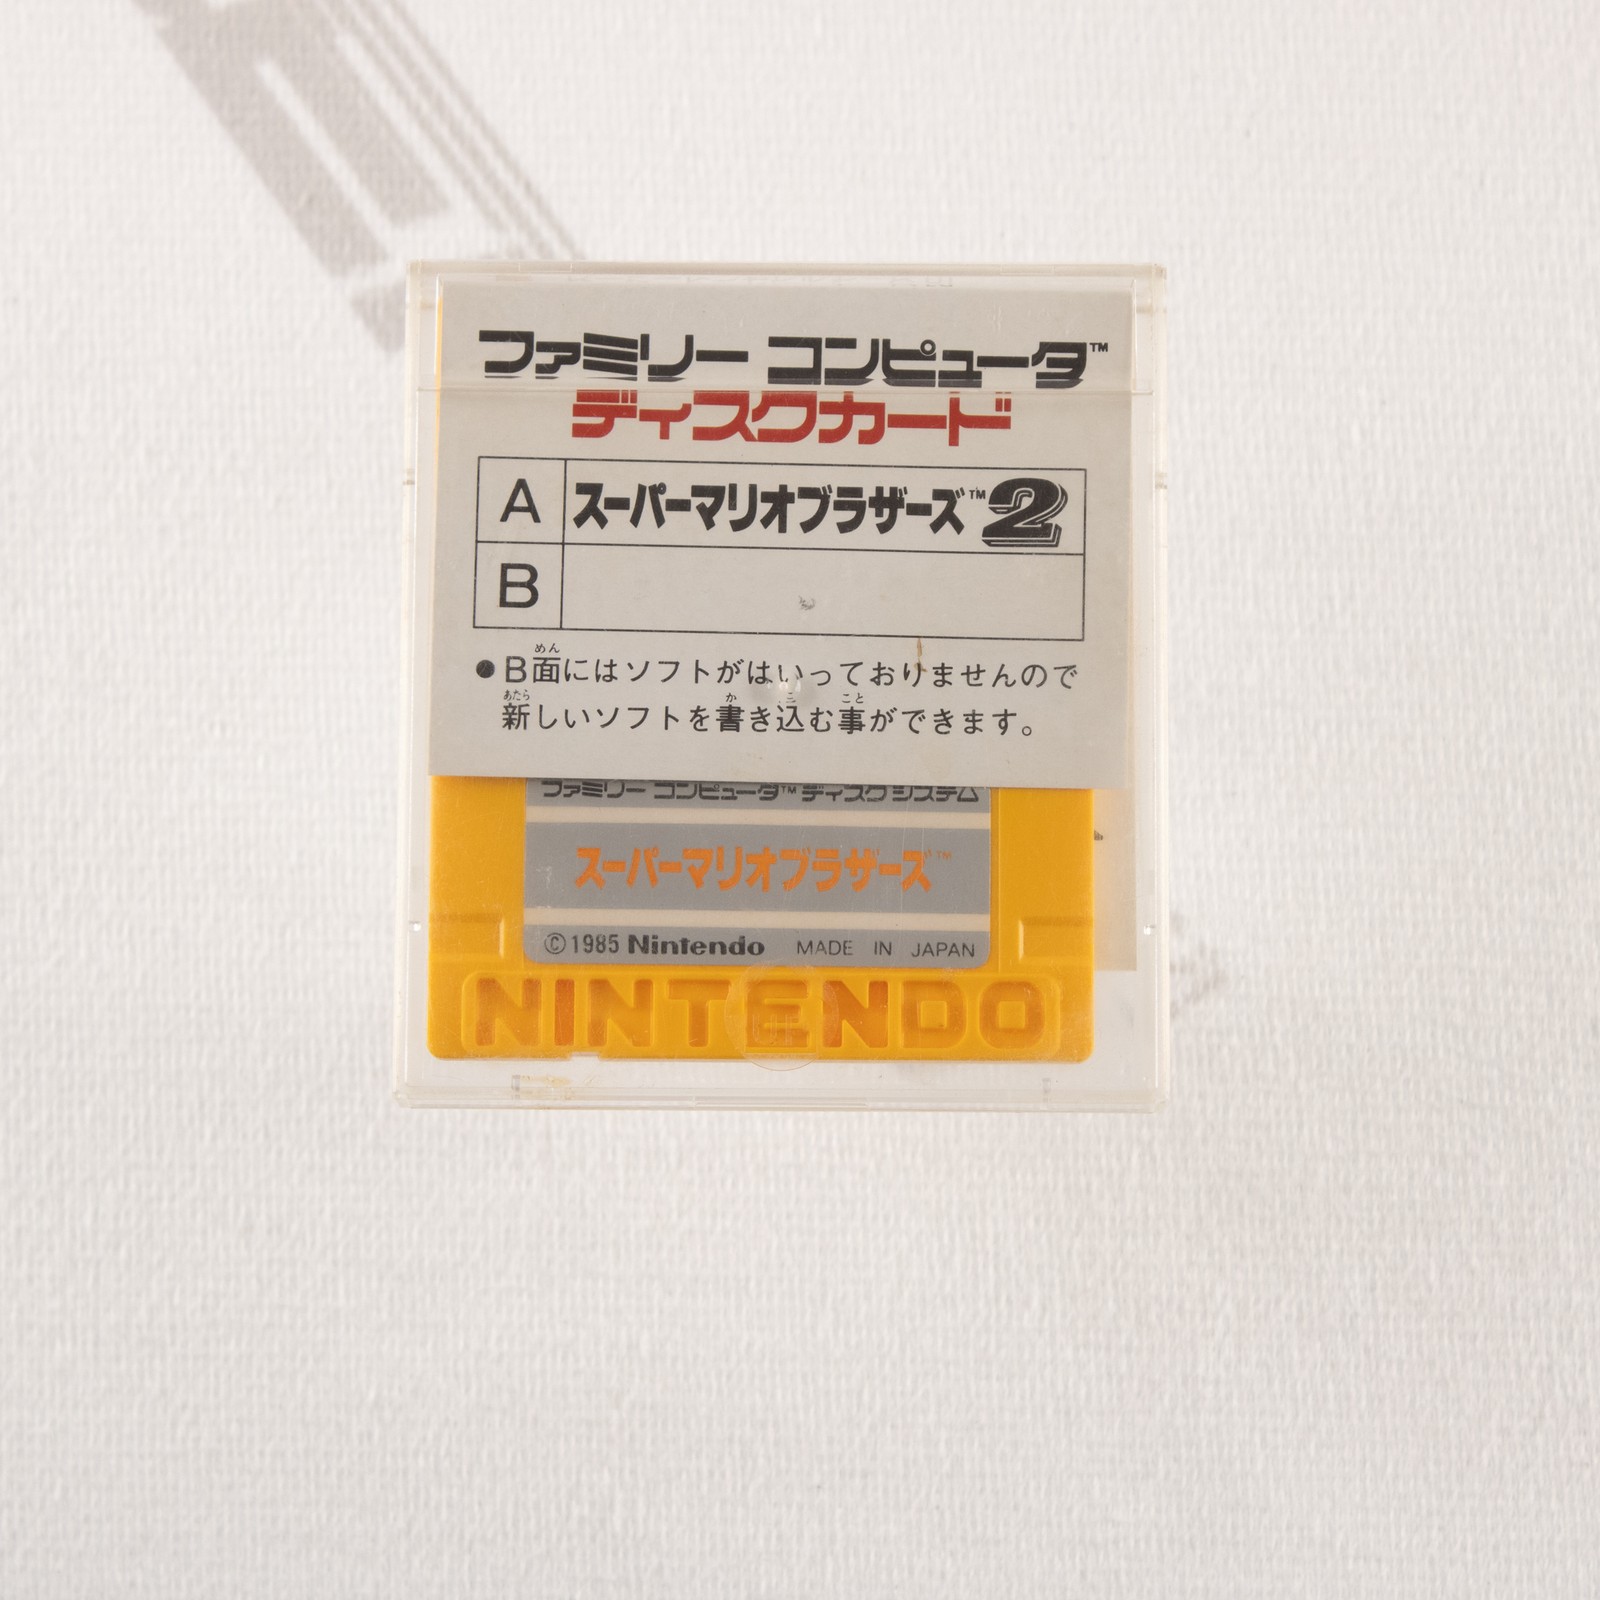 ファミリー コンピュータ™
ディスクカード
A スーパーマリオブラザーズ™2
B
●B面にはソフトがはいっておりませんので
めん
新しいソフトを書き込む事ができます。
あたら か こ こと
ファミリー コンピュータ™ ディスクシステム
スーパーマリオブラザーズ™
©1985 Nintendo MADE IN JAPAN
NINTENDO